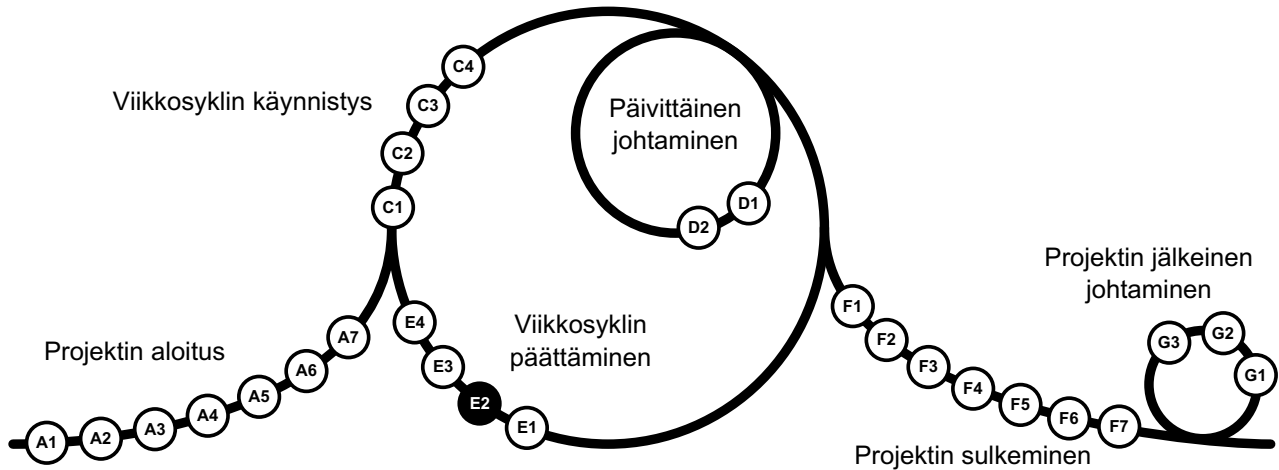 Viikkosyklin käynnistys
C4
C3
C2
C1
Päivittäinen
johtaminen
D1
D2
Projektin aloitus
A1
A2
A3
A4
A5
A6
A7
Viikkosyklin
päättäminen
E4
E3
E2
E1
F1
F2
F3
F4
F5
F6
F7
Projektin sulkeminen
Projektin jälkeinen
johtaminen
G3
G2
G1